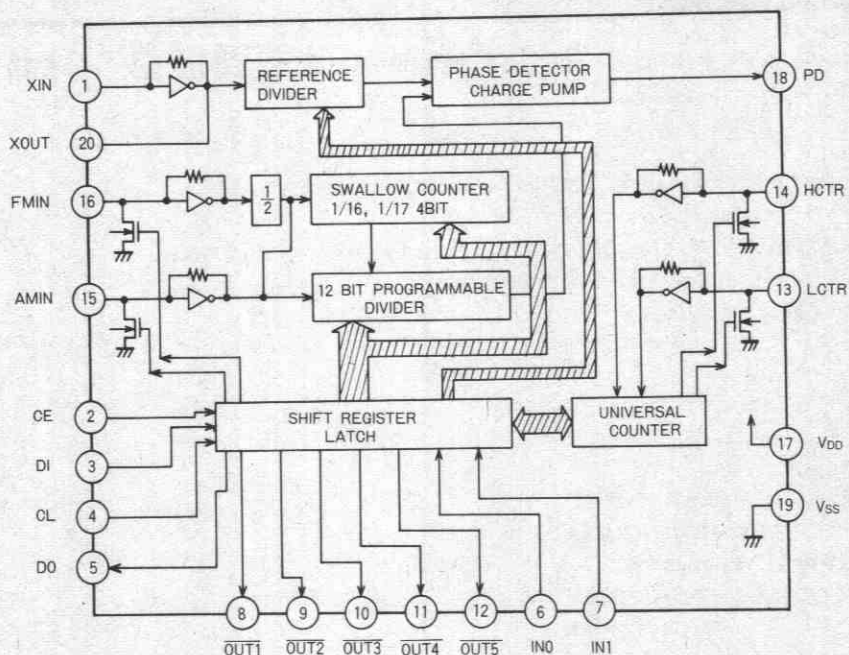 XIN 1
REFERENCE
DIVIDER
PHASE DETECTOR
CHARGE PUMP
18 PD
XOUT 20
FMIN 16
1/2
SWALLOW COUNTER
1/16, 1/17 4BIT
14 HCTR
AMIN 15
12 BIT PROGRAMMABLE
DIVIDER
13 LCTR
CE 2
SHIFT REGISTER
LATCH
UNIVERSAL
COUNTER
17 VDD
DI 3
CL 4
19 VSS
DO 5
8 9 10 11 12 6 7
OUT1 OUT2 OUT3 OUT4 OUT5 IN0 IN1